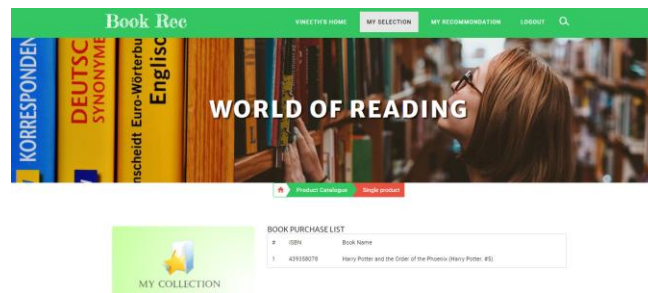 Book Rec
VINEETH'S HOME
MY SELECTION
MY RECOMMONDATION
LOGOUT
KORRESPONDEN
DEUTSC
SYNONYME
nscheidt Euro-Wörterbu
Englisc
WORLD OF READING
Product Catalogue
Single product
MY COLLECTION
BOOK PURCHASE LIST
# ISBN Book Name
1 439358078 Harry Potter and the Order of the Phoenix (Harry Potter, #5)